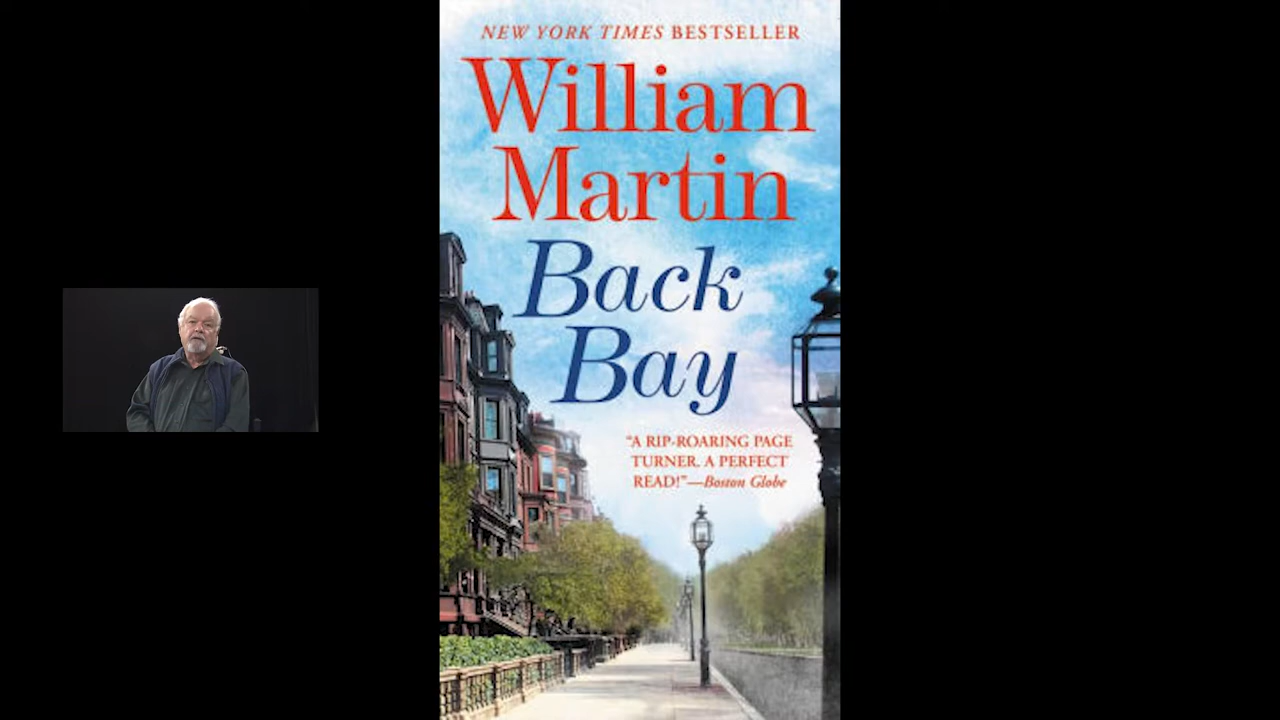 NEW YORK TIMES BESTSELLER
William
Martin
Back
Bay
“A RIP-ROARING PAGE
TURNER. A PERFECT
READ!”—Boston Globe